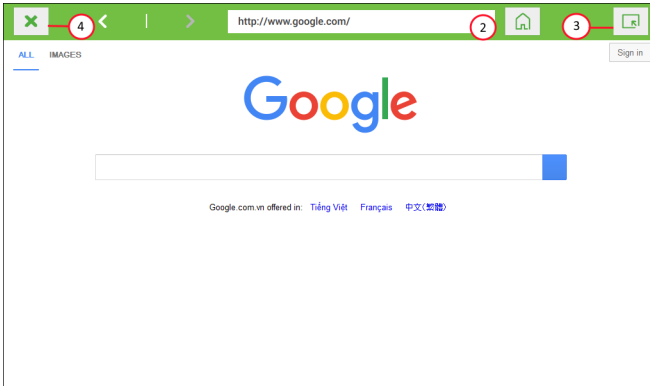 4
http://www.google.com/
2
3
ALL IMAGES
Sign in
Google
Google.com.vn offered in: Tiếng Việt Français 中文(繁體)